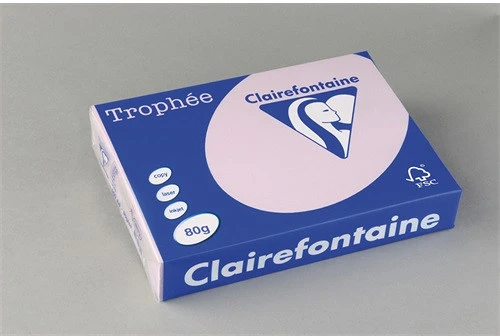 Trophée
Clairefontaine
copy
laser
inkjet
80g
FSC
Clairefontaine